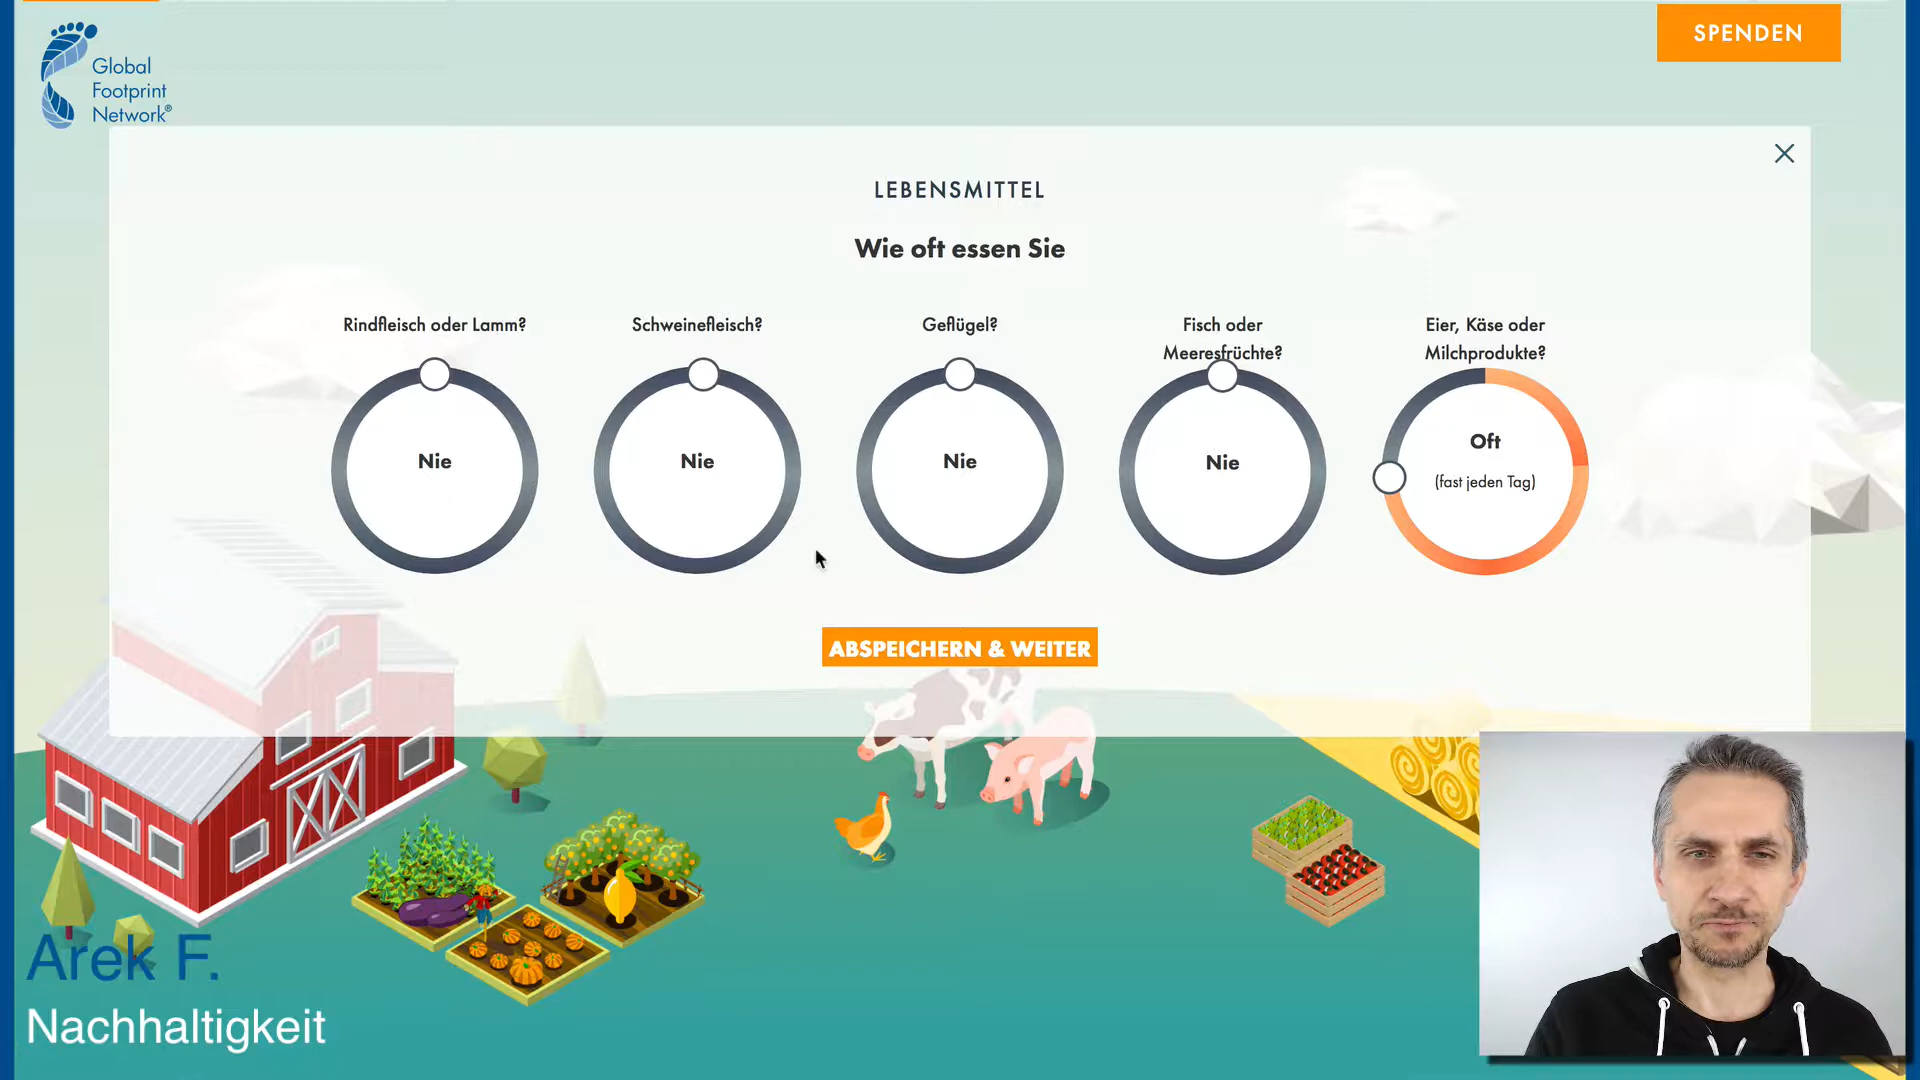 Global
Footprint
Network®
SPENDEN
LEBENSMITTEL
Wie oft essen Sie
Rindfleisch oder Lamm?
Nie
Schweinefleisch?
Nie
Geflügel?
Nie
Fisch oder
Meeresfrüchte?
Nie
Eier, Käse oder
Milchprodukte?
Oft
(fast jeden Tag)
ABSPEICHERN & WEITER
Arek F.
Nachhaltigkeit